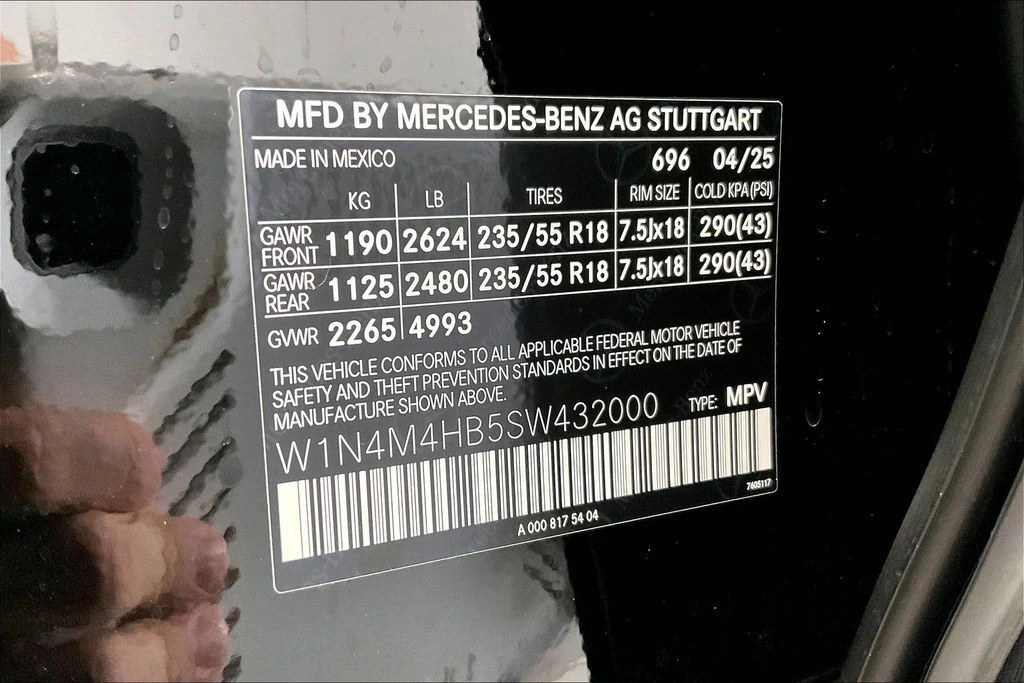 MFD BY MERCEDES-BENZ AG STUTTGART
MADE IN MEXICO 696 04/25
KG LB TIRES RIM SIZE COLD KPA(PSI)
GAWR FRONT 1190 2624 235/55 R18 7.5Jx18 290(43)
GAWR REAR 1125 2480 235/55 R18 7.5Jx18 290(43)
GVWR 2265 4993
THIS VEHICLE CONFORMS TO ALL APPLICABLE FEDERAL MOTOR VEHICLE
SAFETY AND THEFT PREVENTION STANDARDS IN EFFECT ON THE DATE OF
MANUFACTURE SHOWN ABOVE.
W1N4M4HB5SW432000 TYPE: MPV
7605117
A 000 817 54 04